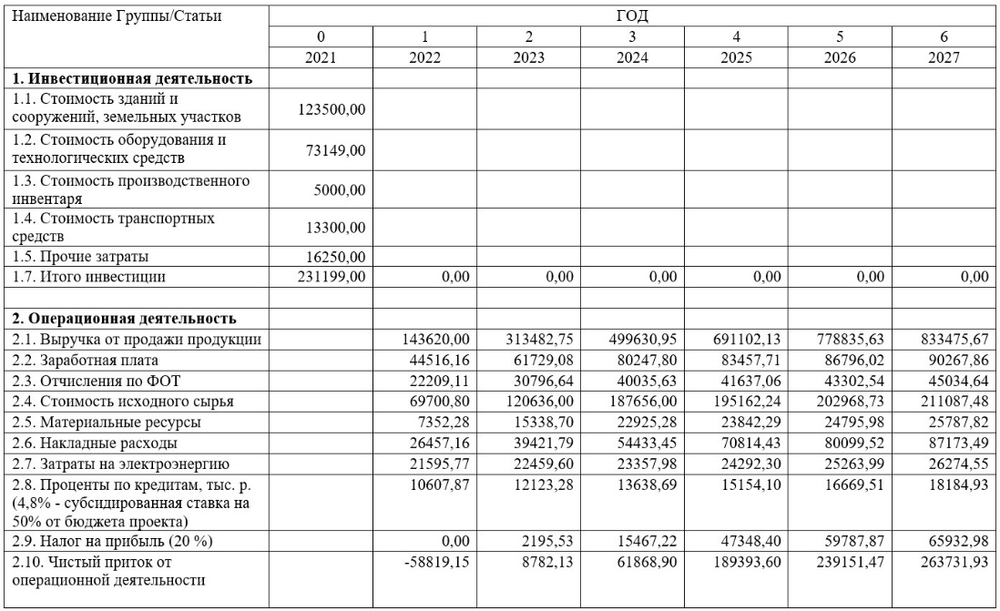 Наименование Группы/Статьи ГОД
0 1 2 3 4 5 6
2021 2022 2023 2024 2025 2026 2027
1. Инвестиционная деятельность
1.1. Стоимость зданий и
сооружений, земельных участков 123500,00
1.2. Стоимость оборудования и
технологических средств 73149,00
1.3. Стоимость производственного
инвентаря 5000,00
1.4. Стоимость транспортных
средств 13300,00
1.5. Прочие затраты 16250,00
1.7. Итого инвестиции 231199,00 0,00 0,00 0,00 0,00 0,00 0,00
2. Операционная деятельность
2.1. Выручка от продажи продукции 143620,00 313482,75 499630,95 691102,13 778835,63 833475,67
2.2. Заработная плата 44516,16 61729,08 80247,80 83457,71 86796,02 90267,86
2.3. Отчисления по ФОТ 22209,11 30796,64 40035,63 41637,06 43302,54 45034,64
2.4. Стоимость исходного сырья 69700,80 120636,00 187656,00 195162,24 202968,73 211087,48
2.5. Материальные ресурсы 7352,28 15338,70 22925,28 23842,29 24795,98 25787,82
2.6. Накладные расходы 26457,16 39421,79 54433,45 70814,43 80099,52 87173,49
2.7. Затраты на электроэнергию 21595,77 22459,60 23357,98 24292,30 25263,99 26274,55
2.8. Проценты по кредитам, тыс. р. 10607,87 12123,28 13638,69 15154,10 16669,51 18184,93
(4,8% - субсидированная ставка на
50% от бюджета проекта)
2.9. Налог на прибыль (20 %) 0,00 2195,53 15467,22 47348,40 59787,87 65932,98
2.10. Чистый приток от -58819,15 8782,13 61868,90 189393,60 239151,47 263731,93
операционной деятельности